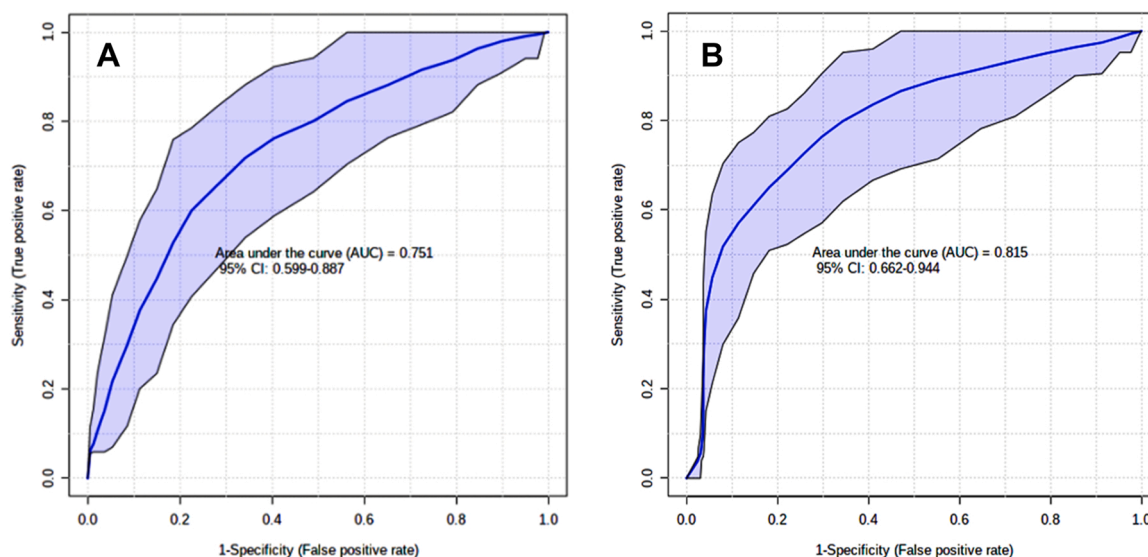 A
Sensitivity (True positive rate)
1.0
0.8
0.6
0.4
0.2
0.0
Area under the curve (AUC) = 0.751
95% CI: 0.599-0.887
0.0 0.2 0.4 0.6 0.8 1.0
1-Specificity (False positive rate)
B
Sensitivity (True positive rate)
1.0
0.8
0.6
0.4
0.2
0.0
Area under the curve (AUC) = 0.815
95% CI: 0.662-0.944
0.0 0.2 0.4 0.6 0.8 1.0
1-Specificity (False positive rate)